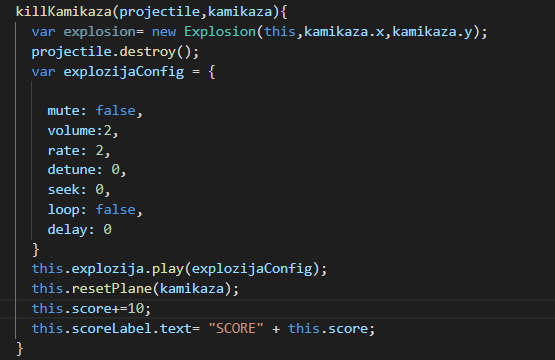 killKamikaza(projectile,kamikaza){
var explosion= new Explosion(this,kamikaza.x,kamikaza.y);
projectile.destroy();
var explozijaConfig = {
mute: false,
volume:2,
rate: 2,
detune: 0,
seek: 0,
loop: false,
delay: 0
}
this.explozija.play(explozijaConfig);
this.resetPlane(kamikaza);
this.score+=10;
this.scoreLabel.text= "SCORE" + this.score;
}